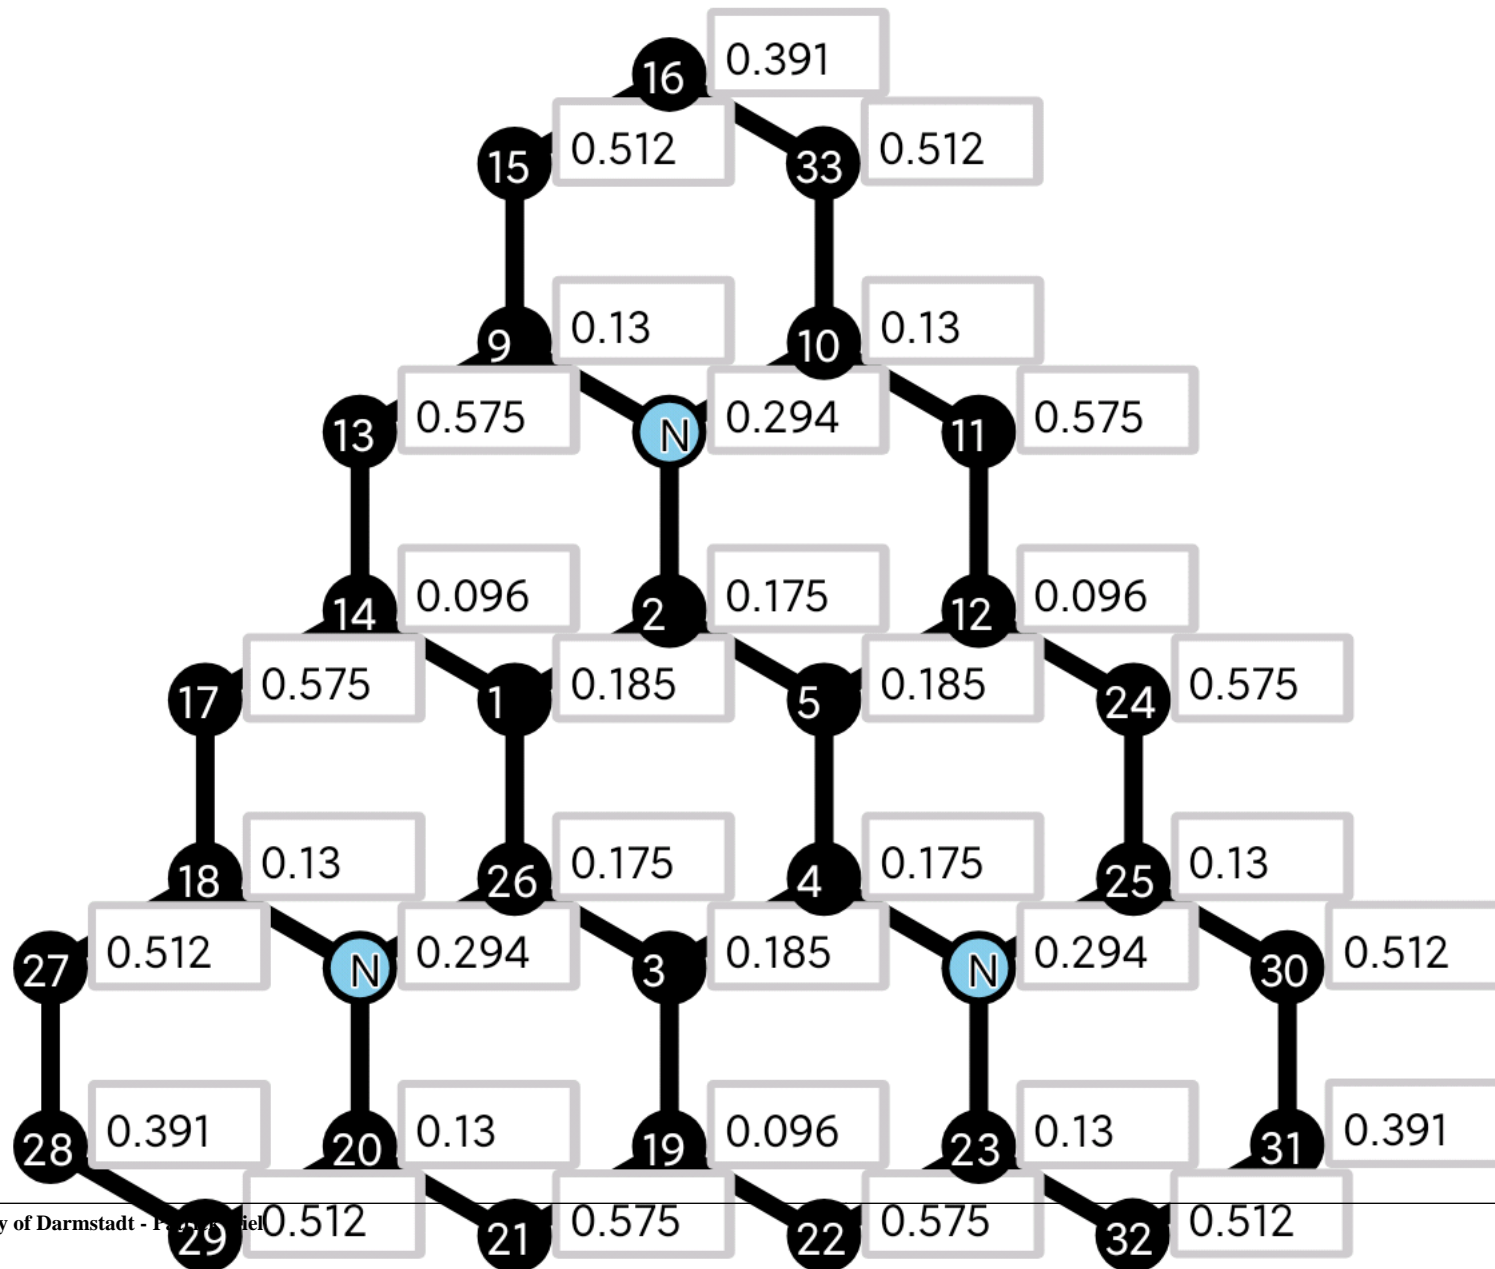 16 0.391
15 0.512 33 0.512
9 0.13 10 0.13
13 0.575 N 0.294 11 0.575
14 0.096 2 0.175 12 0.096
17 0.575 1 0.185 5 0.185 24 0.575
18 0.13 26 0.175 4 0.175 25 0.13
27 0.512 N 0.294 3 0.185 N 0.294 30 0.512
28 0.391 20 0.13 19 0.096 23 0.13 31 0.391
y of Darmstadt -
29 0.512 21 0.575 22 0.575 32 0.512